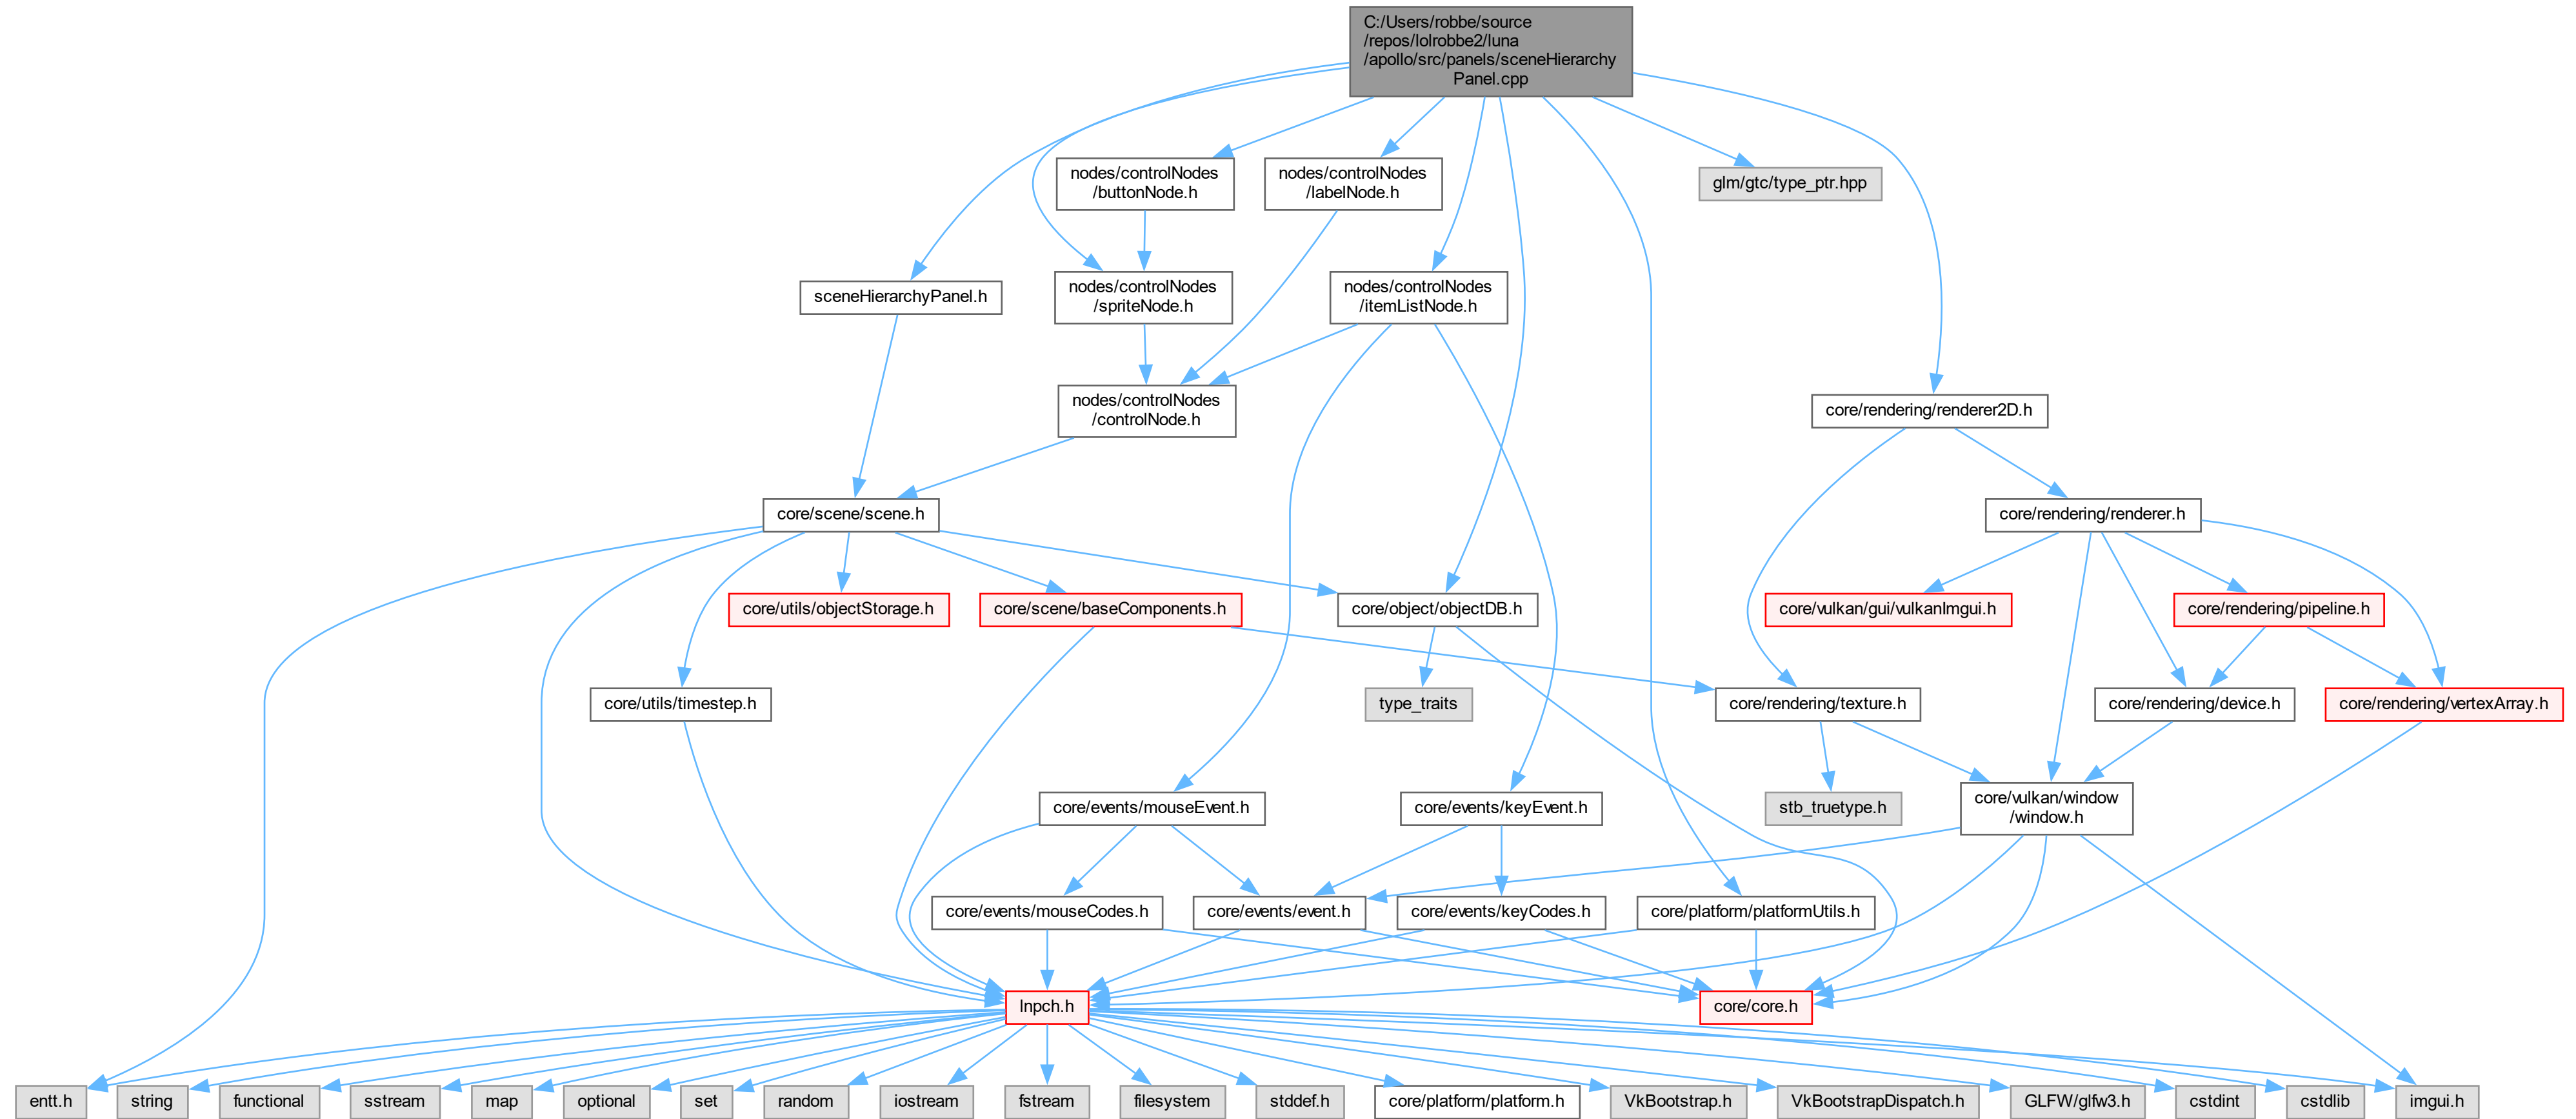 C:/Users/robbe/source
/repos/lolrobbe2/luna
/apollo/src/panels/sceneHierarchy
Panel.cpp
nodes/controlNodes
/buttonNode.h
nodes/controlNodes
/labelNode.h
glm/gtc/type_ptr.hpp
sceneHierarchyPanel.h
nodes/controlNodes
/spriteNode.h
nodes/controlNodes
/itemListNode.h
nodes/controlNodes
/controlNode.h
core/rendering/renderer2D.h
core/scene/scene.h
core/rendering/renderer.h
core/utils/objectStorage.h
core/scene/baseComponents.h
core/object/objectDB.h
core/vulkan/gui/vulkanImgui.h
core/rendering/pipeline.h
core/utils/timestep.h
type_traits
core/rendering/texture.h
core/rendering/device.h
core/rendering/vertexArray.h
core/events/mouseEvent.h
core/events/keyEvent.h
stb_truetype.h
core/vulkan/window
/window.h
core/events/mouseCodes.h
core/events/event.h
core/events/keyCodes.h
core/platform/platformUtils.h
lnpch.h
core/core.h
entt.h
string
functional
sstream
map
optional
set
random
iostream
fstream
filesystem
stddef.h
core/platform/platform.h
VkBootstrap.h
VkBootstrapDispatch.h
GLFW/glfw3.h
cstdint
cstdlib
imgui.h